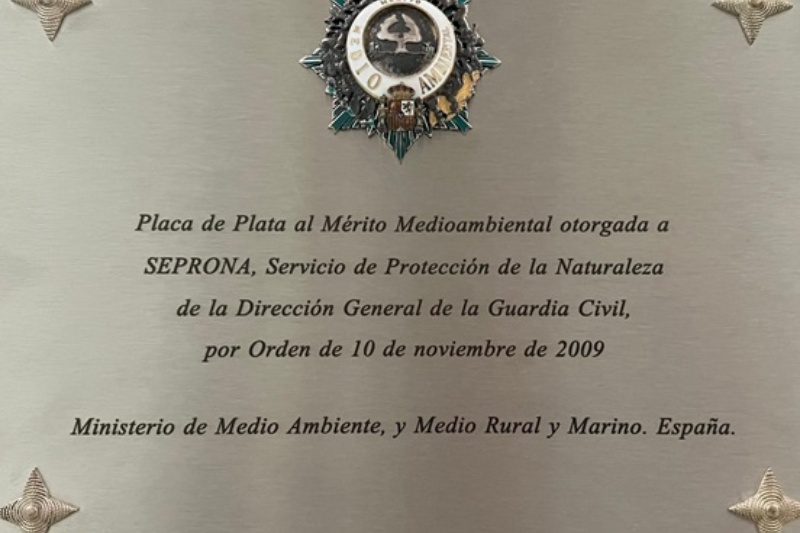 MEDIO AMBIENTAL
Placa de Plata al Mérito Medioambiental otorgada a
SEPRONA, Servicio de Protección de la Naturaleza
de la Dirección General de la Guardia Civil,
por Orden de 10 de noviembre de 2009
Ministerio de Medio Ambiente, y Medio Rural y Marino. España.